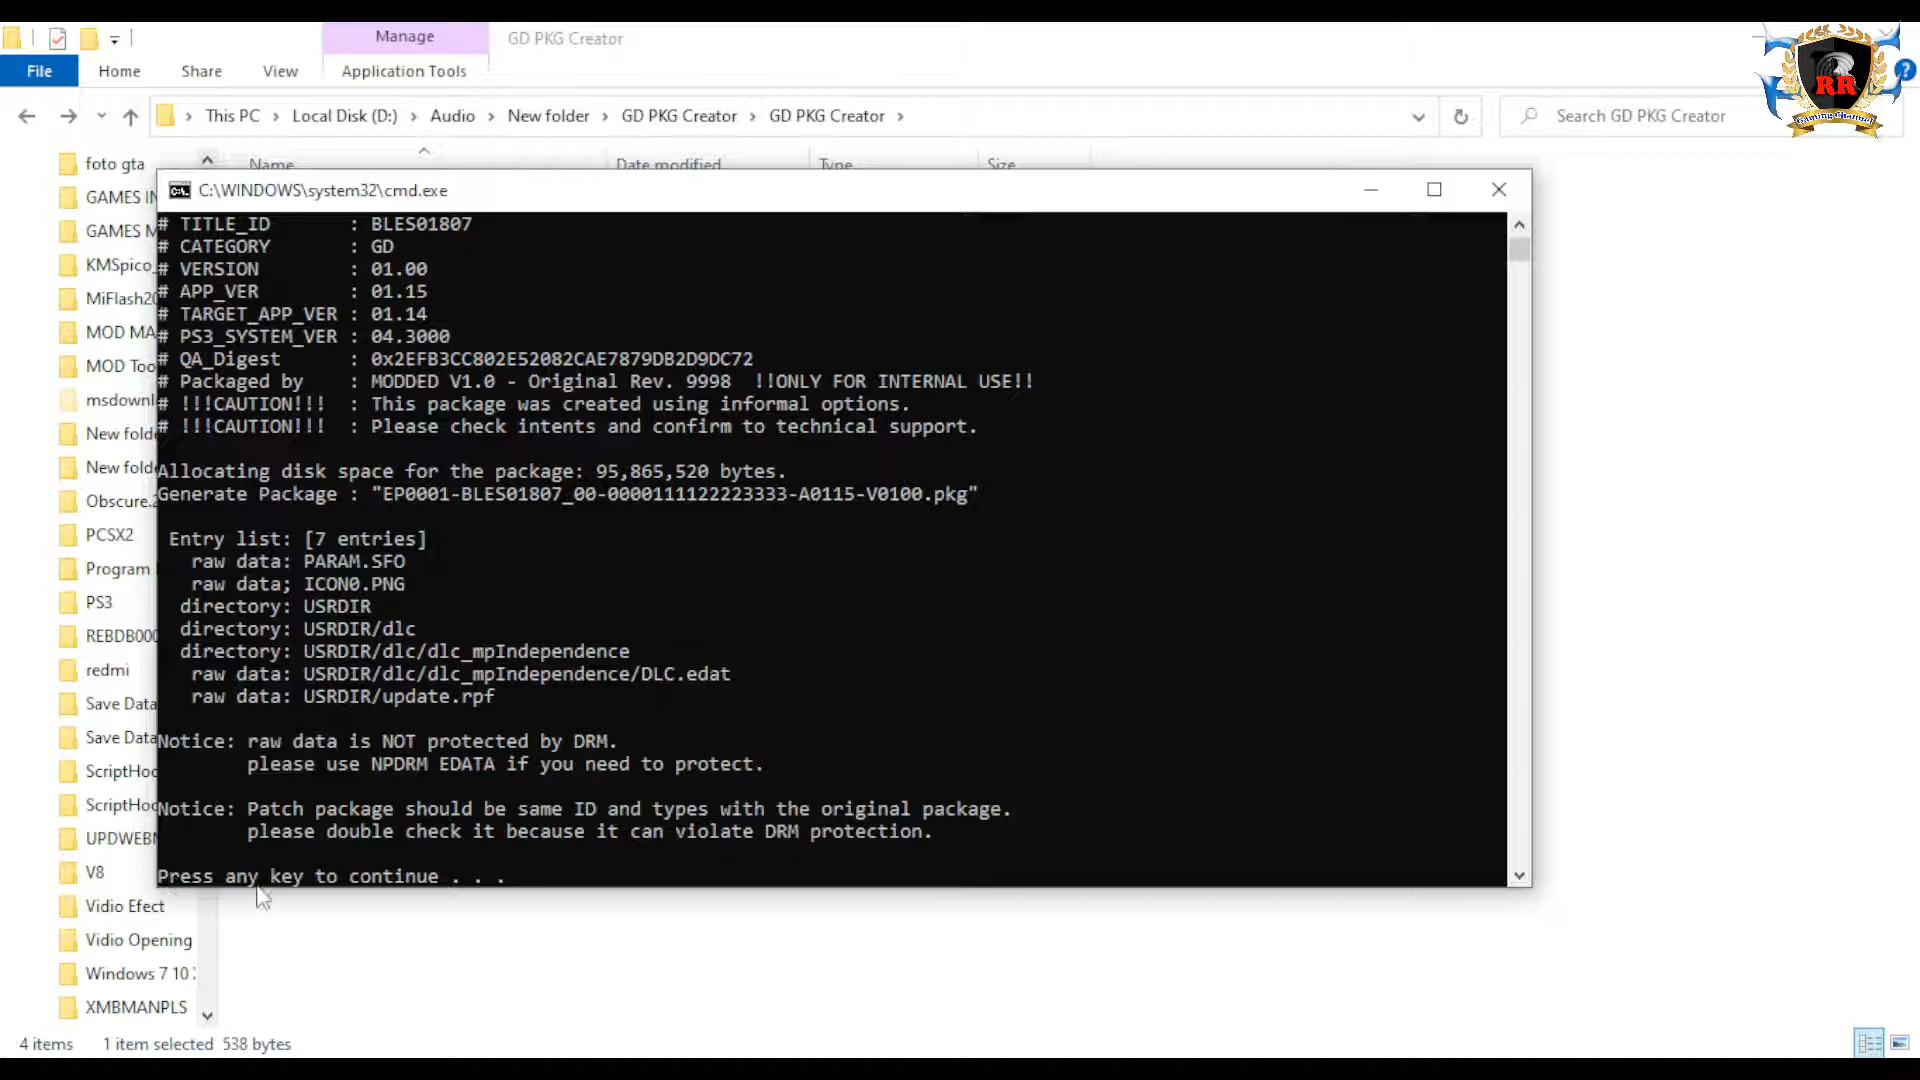 Manage
GD PKG Creator
File
Home
Share
View
Application Tools
This PC
Local Disk (D:)
Audio
New folder
GD PKG Creator
GD PKG Creator
Search GD PKG Creator
RR
Gaming Channel
Name
Date modified
Type
Size
foto gta
GAMES IN
GAMES M
KMSpico_
MiFlash20
MOD MA
MOD Too
msdownl
New folde
New folde
Obscure.2
PCSX2
Program
PS3
REBDB000
redmi
Save Data
Save Data
ScriptHoo
ScriptHoo
UPDWEBM
V8
Vidio Efect
Vidio Opening
Windows 7 10
XMBMANPLS
C:\WINDOWS\system32\cmd.exe
# TITLE_ID : BLES01807
# CATEGORY : GD
# VERSION : 01.00
# APP_VER : 01.15
# TARGET_APP_VER : 01.14
# PS3_SYSTEM_VER : 04.3000
# QA_Digest : 0x2EFB3CC802E52082CAE7879DB2D9DC72
# Packaged by : MODDED V1.0 - Original Rev. 9998 !!ONLY FOR INTERNAL USE!!
# !!!CAUTION!!! : This package was created using informal options.
# !!!CAUTION!!! : Please check intents and confirm to technical support.
Allocating disk space for the package: 95,865,520 bytes.
Generate Package : "EP0001-BLES01807_00-0000111122223333-A0115-V0100.pkg"
Entry list: [7 entries]
raw data: PARAM.SFO
raw data; ICON0.PNG
directory: USRDIR
directory: USRDIR/dlc
directory: USRDIR/dlc/dlc_mpIndependence
raw data: USRDIR/dlc/dlc_mpIndependence/DLC.edat
raw data: USRDIR/update.rpf
Notice: raw data is NOT protected by DRM.
please use NPDRM EDATA if you need to protect.
Notice: Patch package should be same ID and types with the original package.
please double check it because it can violate DRM protection.
Press any key to continue . . .
4 items
1 item selected 538 bytes